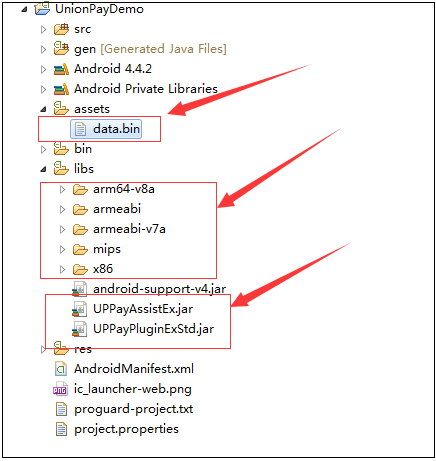 UnionPayDemo
src
gen [Generated Java Files]
Android 4.4.2
Android Private Libraries
assets
data.bin
bin
libs
arm64-v8a
armeabi
armeabi-v7a
mips
x86
android-support-v4.jar
UPPayAssistEx.jar
UPPayPluginExStd.jar
res
AndroidManifest.xml
ic_launcher-web.png
proguard-project.txt
project.properties